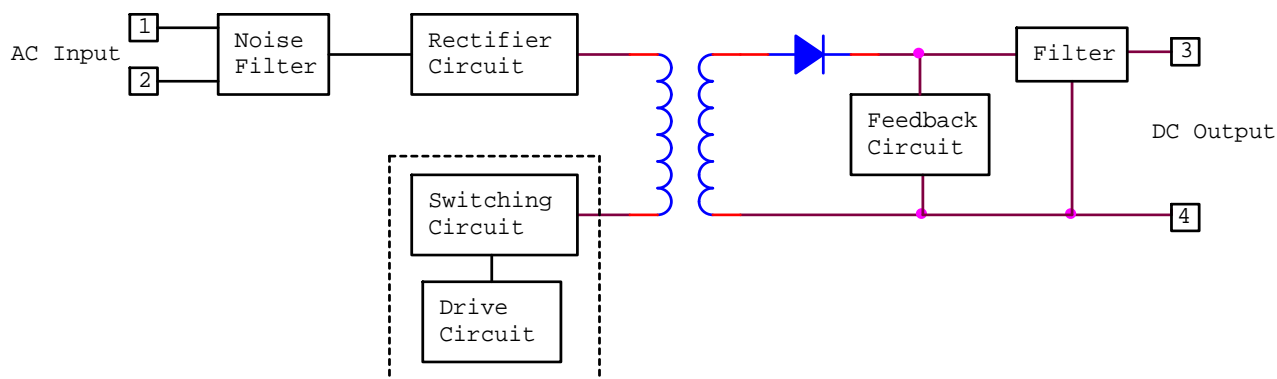 AC Input
1
2
Noise
Filter
Rectifier
Circuit
Switching
Circuit
Drive
Circuit
Feedback
Circuit
Filter
3
DC Output
4